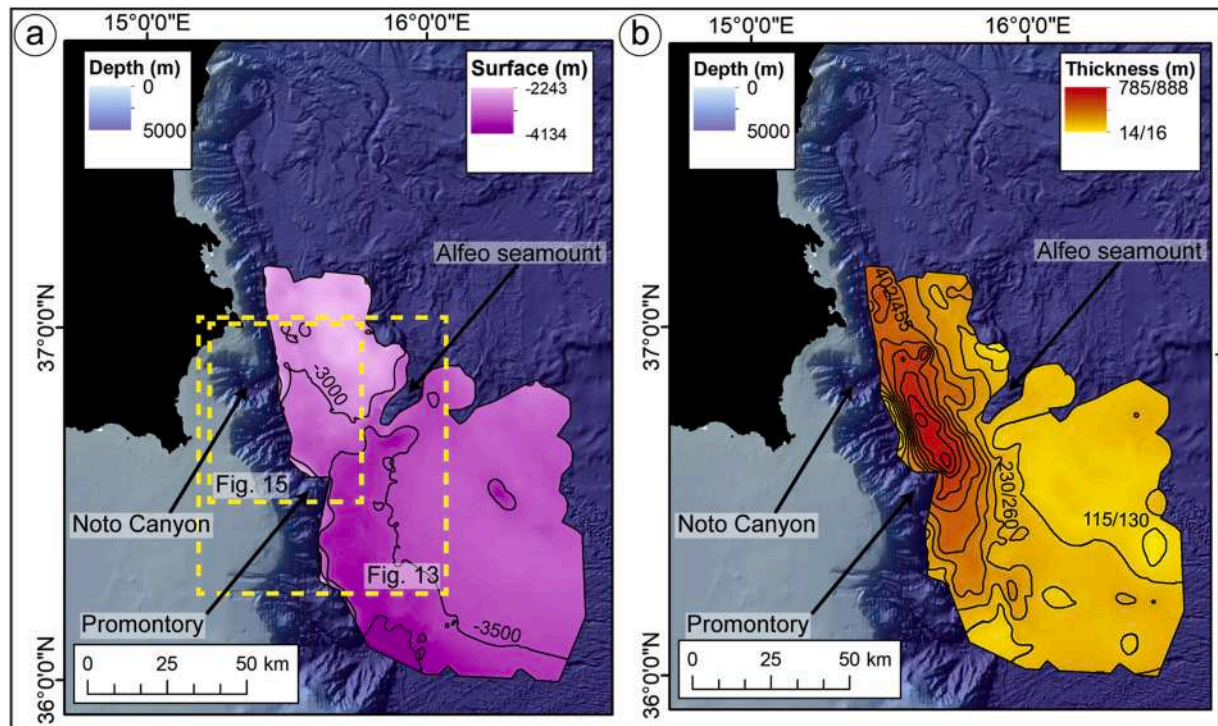 a
15°0'0"E
16°0'0"E
Depth (m)
0
5000
Surface (m)
-2243
-4134
Alfeo seamount
37°0'0"N
-3000
Fig. 15
Noto Canyon
Fig. 13
Promontory
-3500
0 25 50 km
36°0'0"N
b
15°0'0"E
16°0'0"E
Depth (m)
0
5000
Thickness (m)
785/888
14/16
Alfeo seamount
402/455
37°0'0"N
230/260
115/130
Noto Canyon
Promontory
0 25 50 km
36°0'0"N